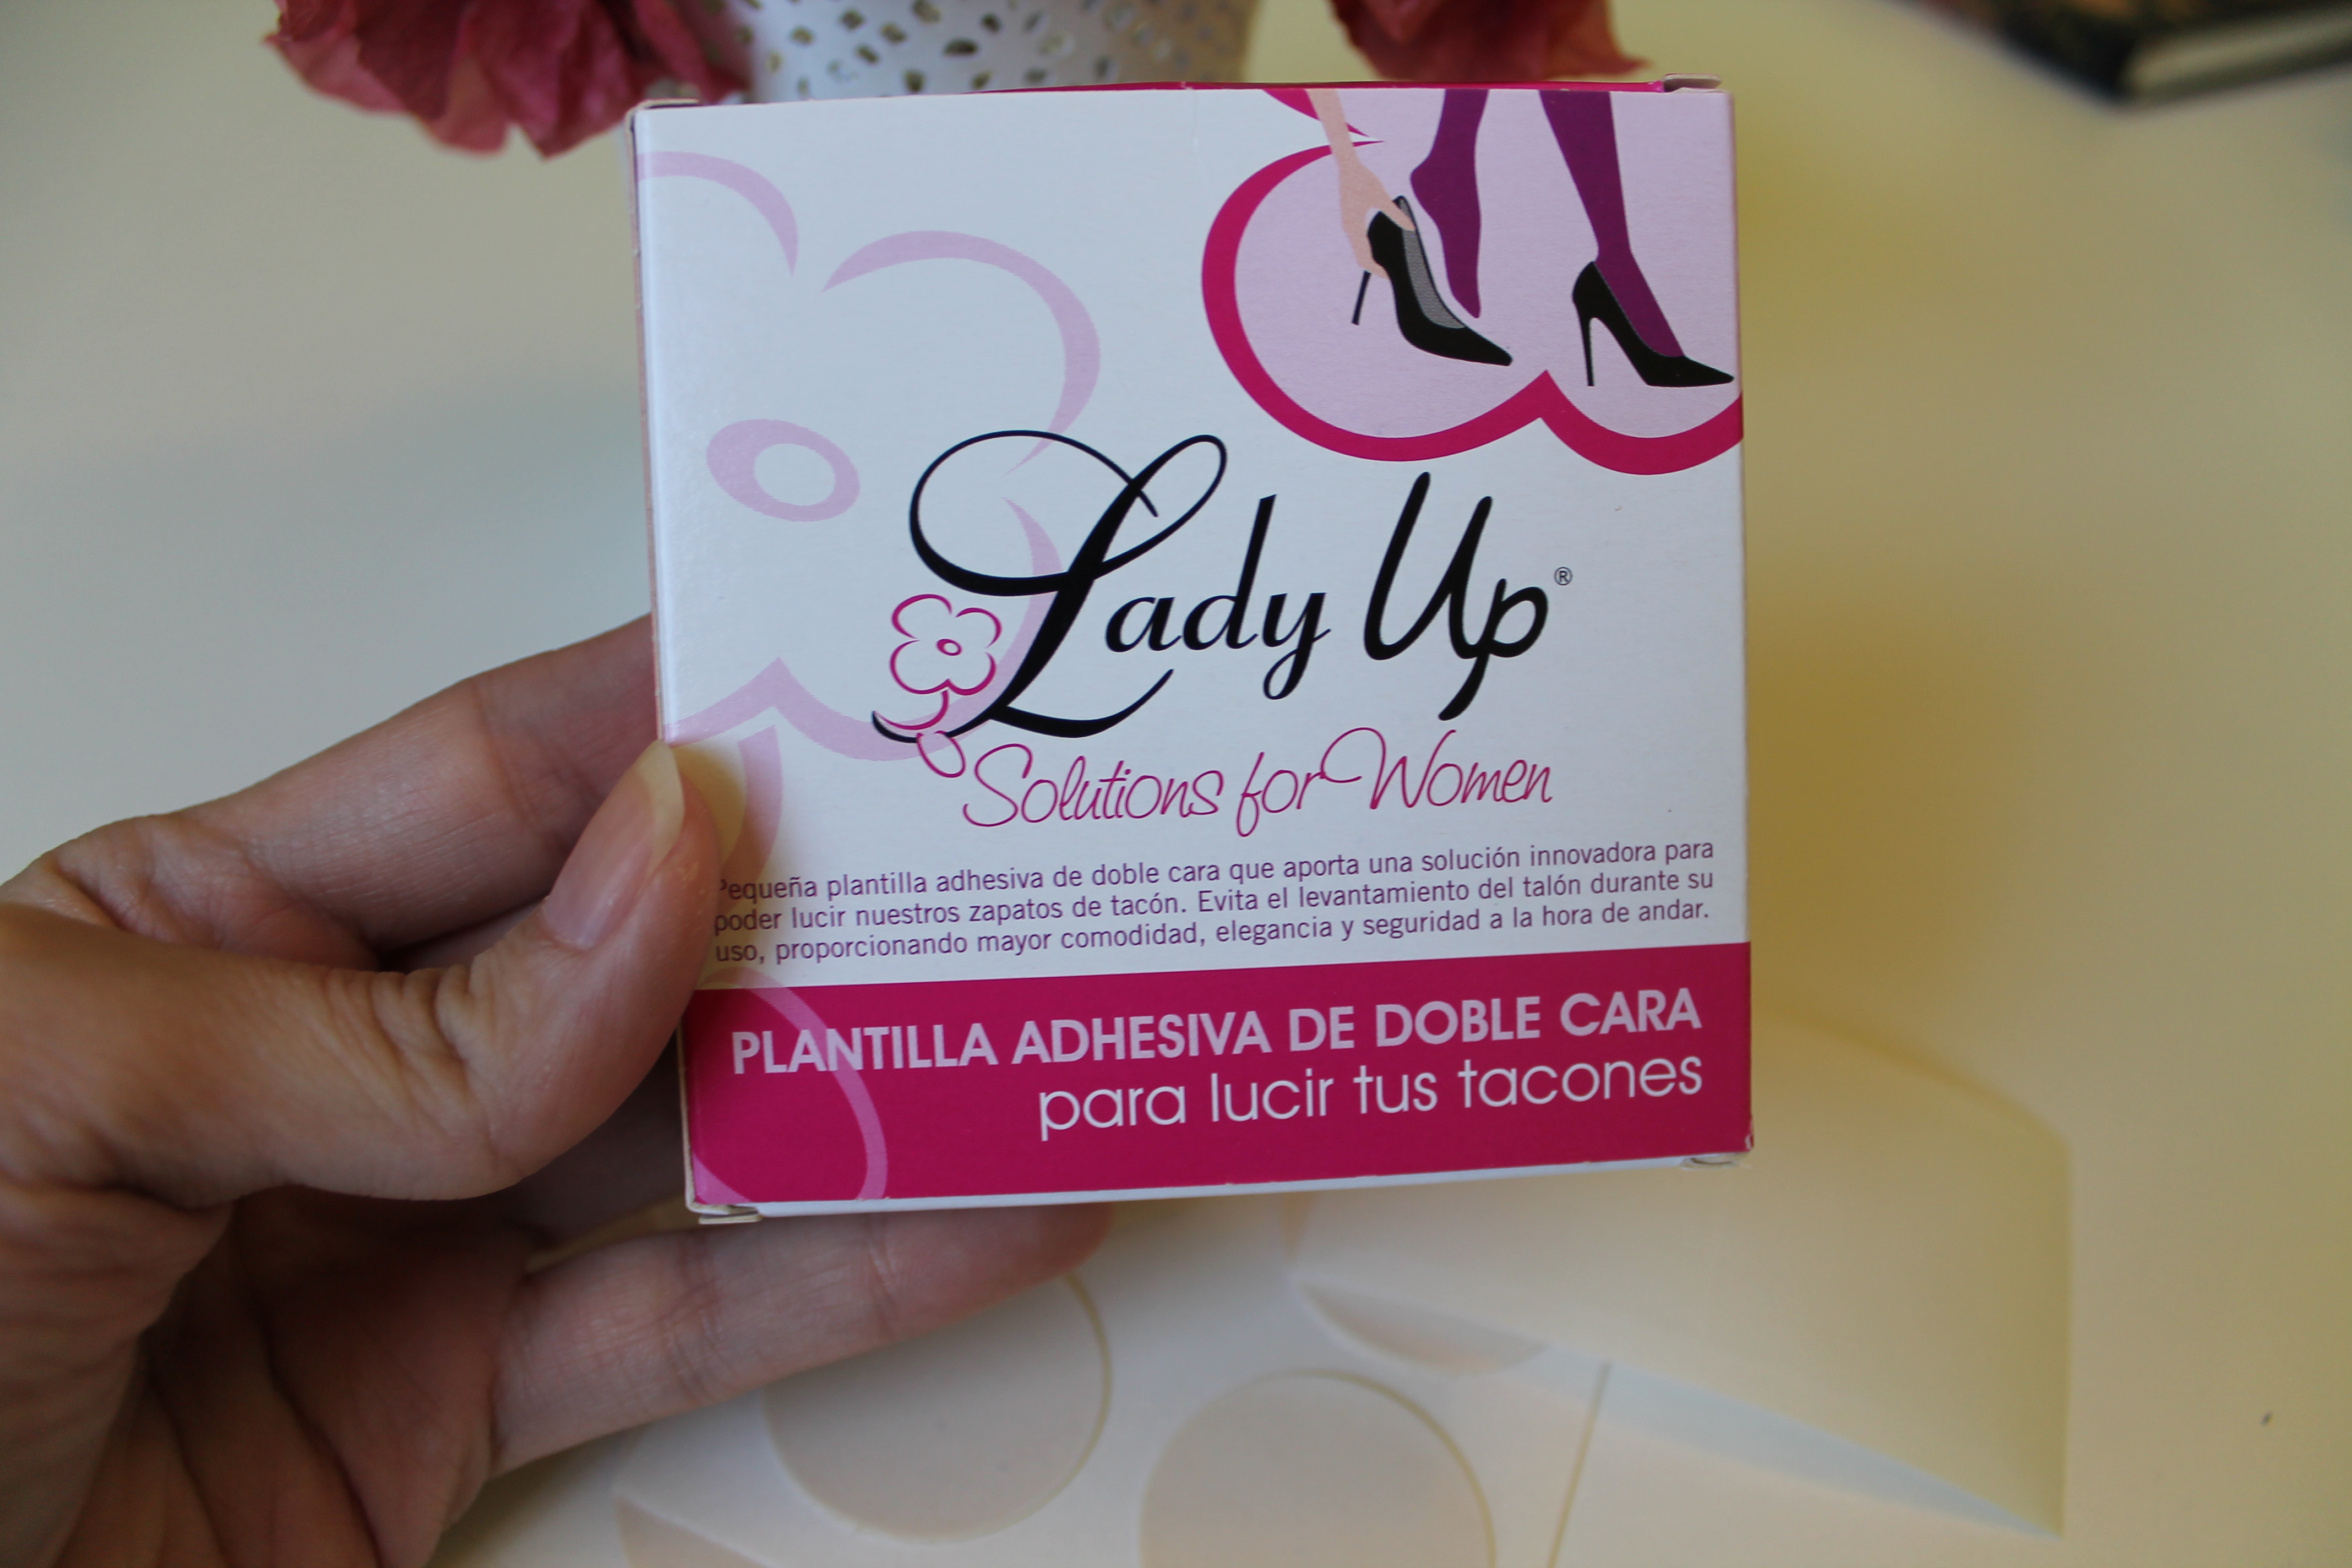 Lady Up®
Solutions for Women
Pequeña plantilla adhesiva de doble cara que aporta una solución innovadora para
poder lucir nuestros zapatos de tacón. Evita el levantamiento del talón durante su
uso, proporcionando mayor comodidad, elegancia y seguridad a la hora de andar.
PLANTILLA ADHESIVA DE DOBLE CARA
para lucir tus tacones